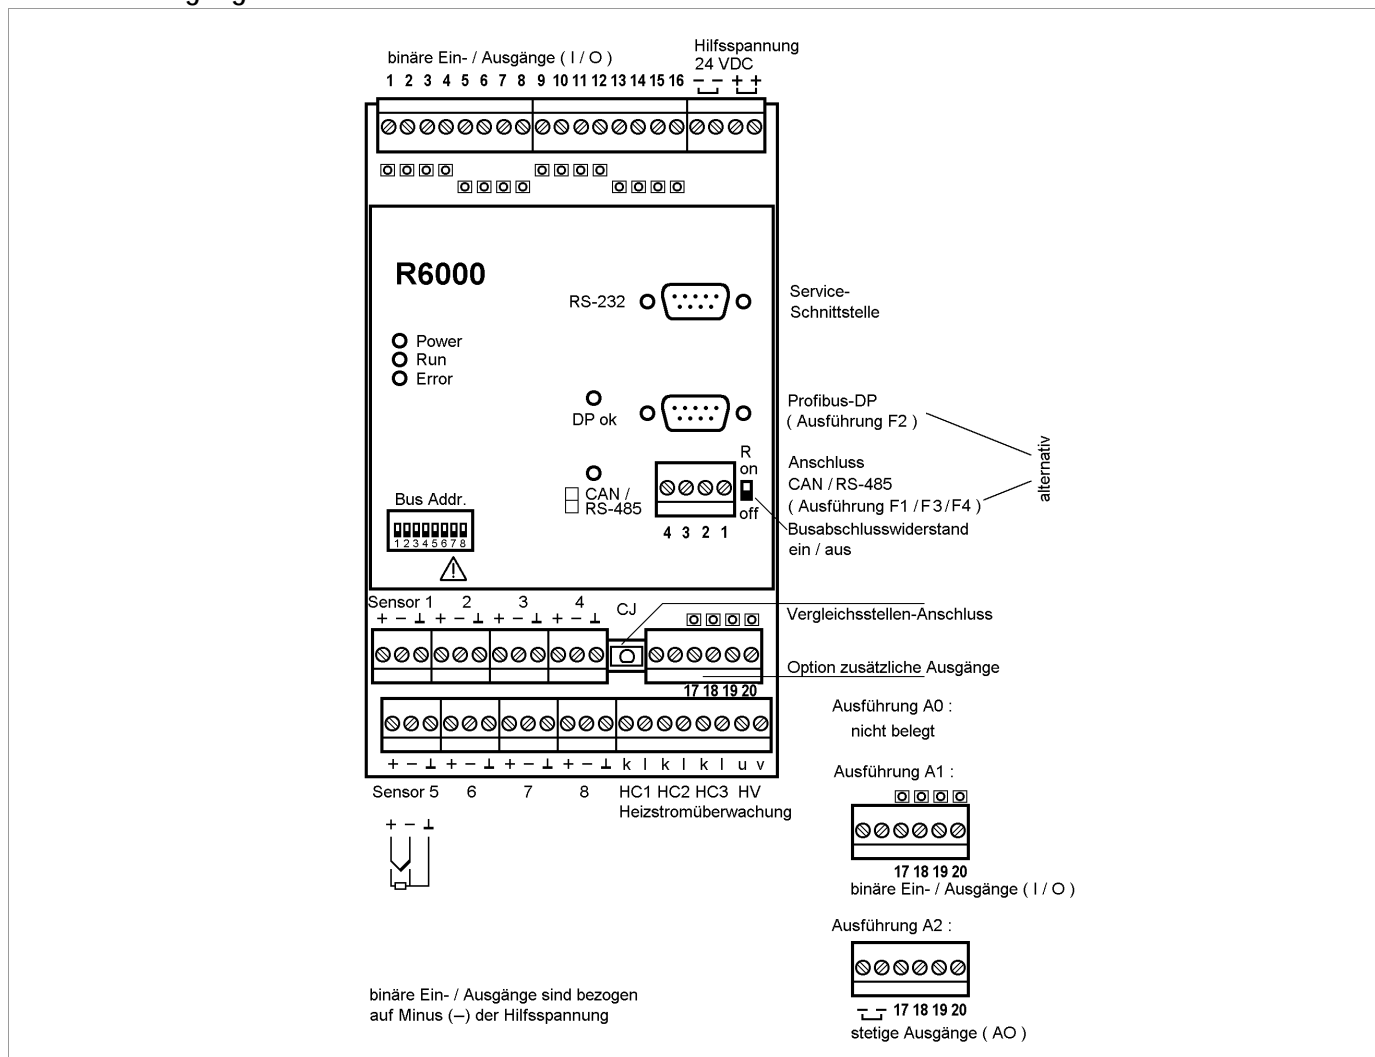 binäre Ein- / Ausgänge ( I / O )
Hilfsspannung
24 VDC
1 2 3 4 5 6 7 8 9 10 11 12 13 14 15 16 − − + +
R6000
RS-232
Service-
Schnittstelle
Power
Run
Error
DP ok
Profibus-DP
( Ausführung F2 )
alternativ
R
on
off
Anschluss
CAN / RS-485
( Ausführung F1 / F3 / F4 )
CAN /
RS-485
4 3 2 1
Busabschlusswiderstand
ein / aus
Bus Addr.
1 2 3 4 5 6 7 8
Sensor 1 2 3 4 CJ
+ − ⊥ + − ⊥ + − ⊥ + − ⊥
Vergleichsstellen-Anschluss
Option zusätzliche Ausgänge
17 18 19 20
+ − ⊥ + − ⊥ + − ⊥ + − ⊥ k l k l k l u v
Sensor 5 6 7 8 HC1 HC2 HC3 HV
Heizstromüberwachung
+ − ⊥
Ausführung A0 :
nicht belegt
Ausführung A1 :
17 18 19 20
binäre Ein- / Ausgänge ( I / O )
Ausführung A2 :
− − 17 18 19 20
stetige Ausgänge ( AO )
binäre Ein- / Ausgänge sind bezogen
auf Minus (–) der Hilfsspannung